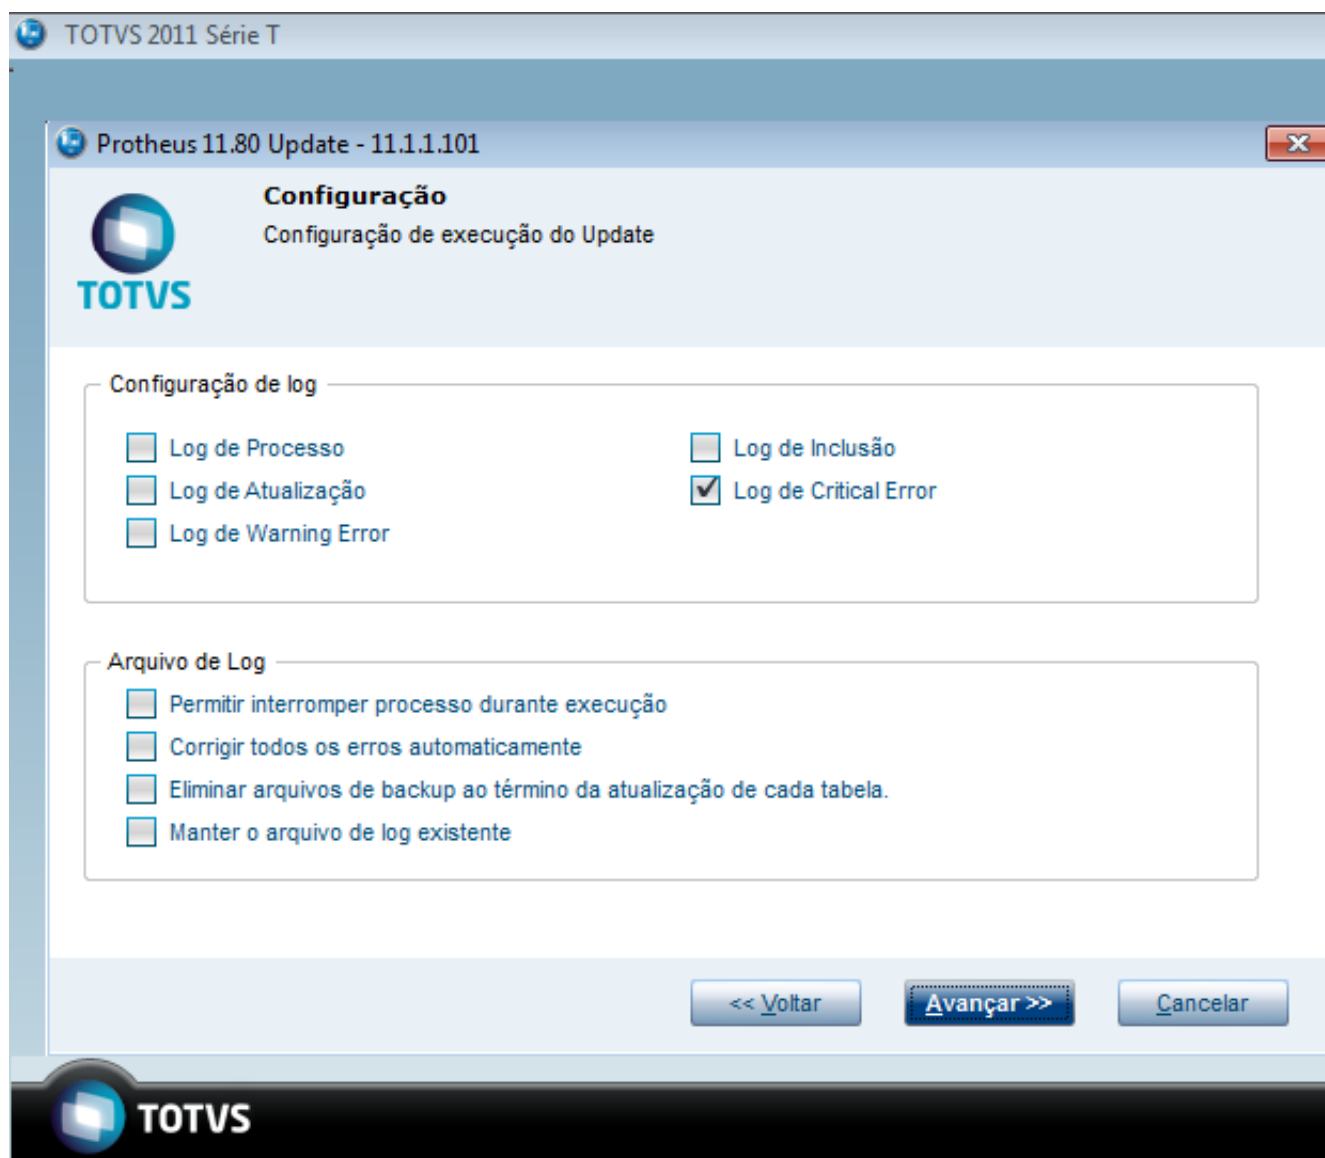 TOTVS 2011 Série T
Protheus 11.80 Update - 11.1.1.101
Configuração
Configuração de execução do Update
TOTVS
Configuração de log
Log de Processo
Log de Inclusão
Log de Atualização
Log de Critical Error
Log de Warning Error
Arquivo de Log
Permitir interromper processo durante execução
Corrigir todos os erros automaticamente
Eliminar arquivos de backup ao término da atualização de cada tabela.
Manter o arquivo de log existente
<< Voltar
Avançar >>
Cancelar
TOTVS